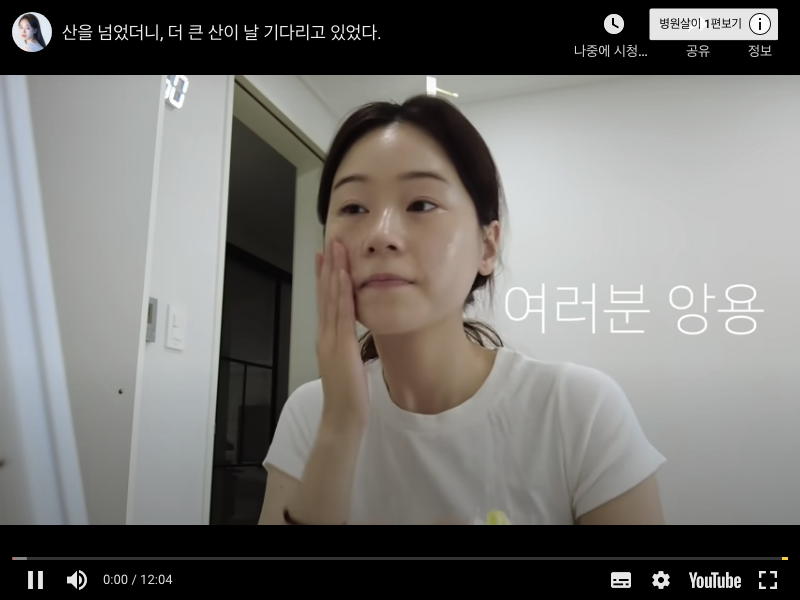 산을 넘었더니, 더 큰 산이 날 기다리고 있었다.
병원살이 1편보기
나중에 시청...
공유
정보
여러분 앙용
0:00 / 12:04
YouTube